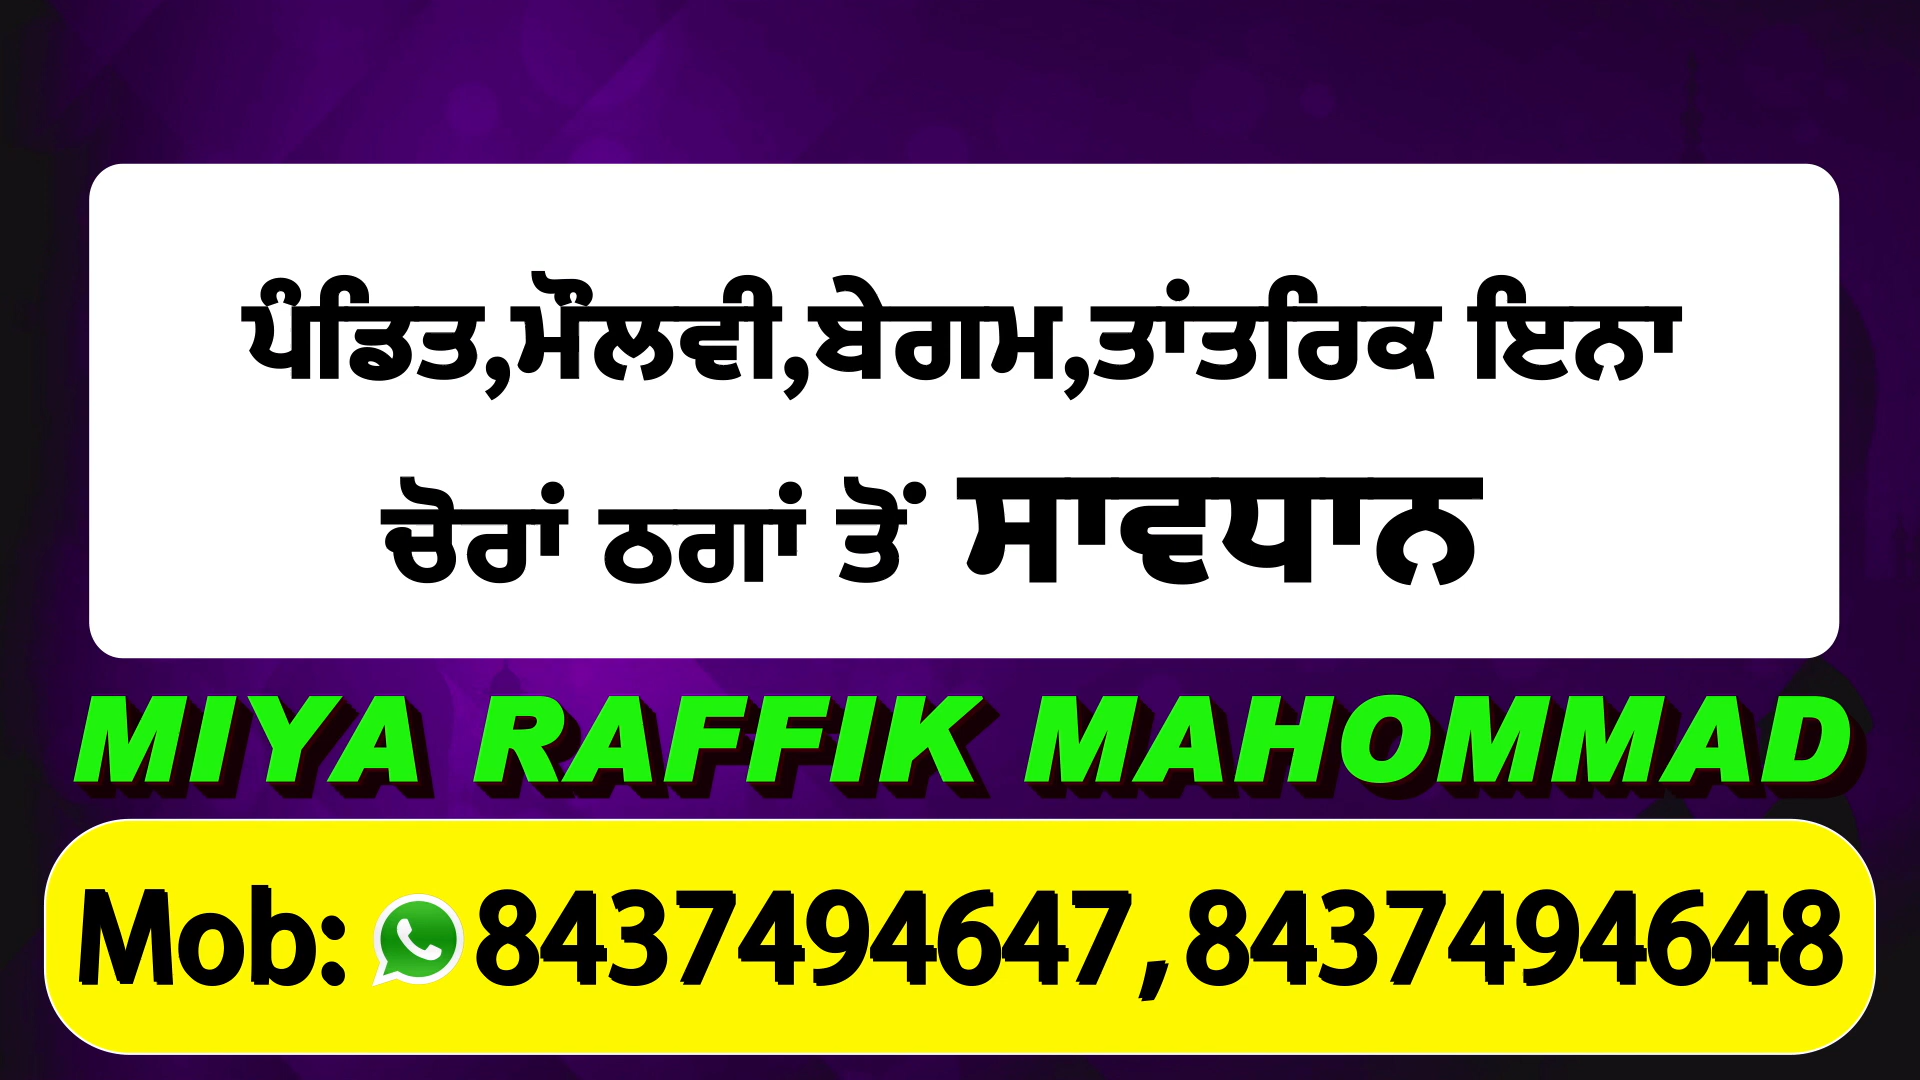 ਪੰਡਿਤ,ਮੌਲਵੀ,ਬੇਗਮ,ਤਾਂਤਰਿਕ ਇਨਾ
ਚੋਰਾਂ ਠਗਾਂ ਤੋਂ ਸਾਵਧਾਨ
MIYA RAFFIK MAHOMMAD
Mob: 8437494647,8437494648